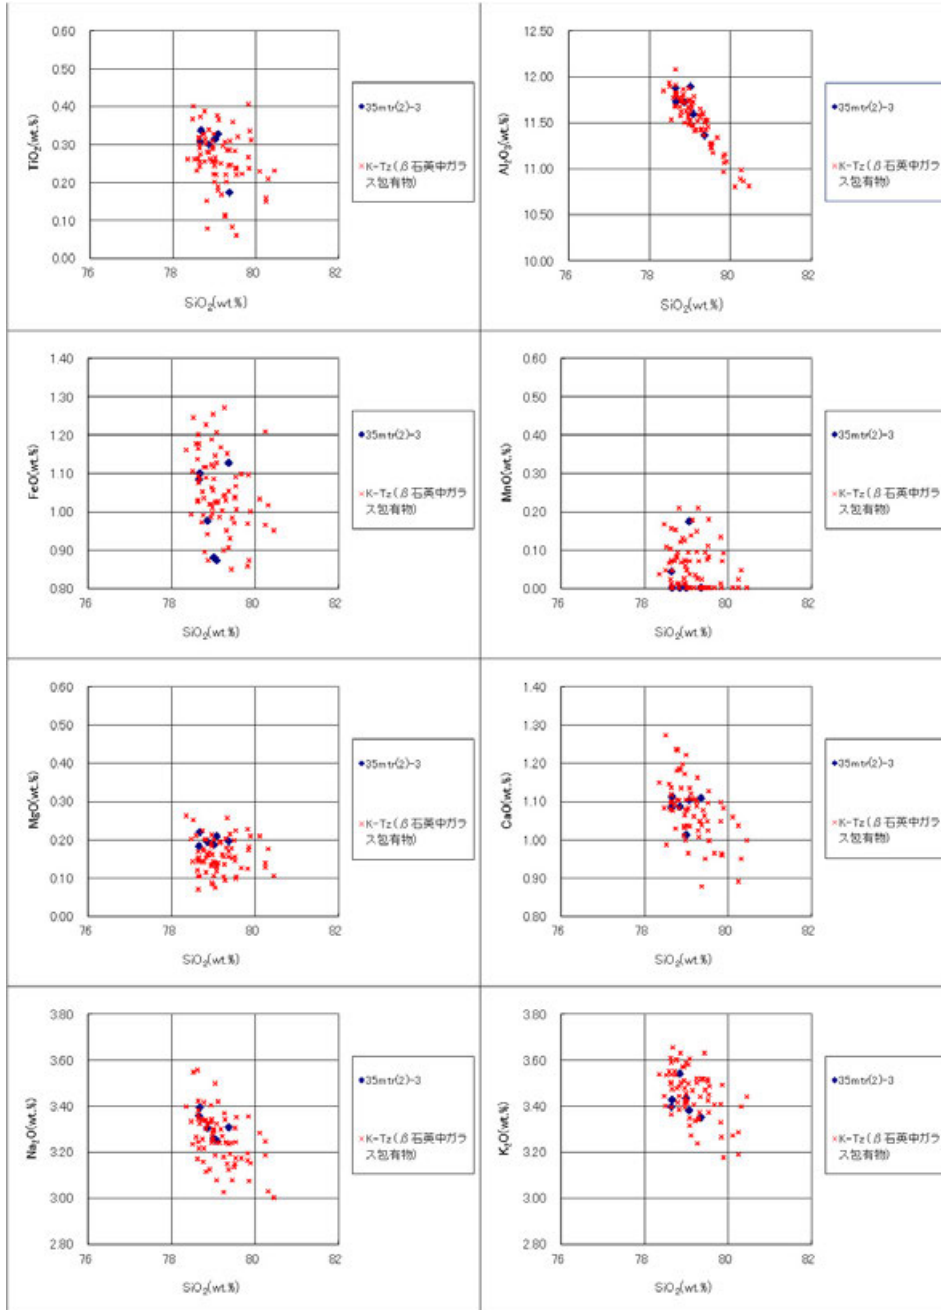 0.60
0.50
0.40
0.30
0.20
0.10
0.00
TiO2(wt.%)
76
78
80
82
SiO2(wt.%)
35mtr(2)-3
K-Tz(β石英中ガラ
ス包有物)
12.50
12.00
11.50
11.00
10.50
10.00
Al2O3(wt.%)
76
78
80
82
SiO2(wt.%)
35mtr(2)-3
K-Tz(β石英中ガラ
ス包有物)
1.40
1.30
1.20
1.10
1.00
0.90
0.80
FeO(wt.%)
76
78
80
82
SiO2(wt.%)
35mtr(2)-3
K-Tz(β石英中ガラ
ス包有物)
0.60
0.50
0.40
0.30
0.20
0.10
0.00
MnO(wt.%)
76
78
80
82
SiO2(wt.%)
35mtr(2)-3
K-Tz(β石英中ガラ
ス包有物)
0.60
0.50
0.40
0.30
0.20
0.10
0.00
MgO(wt.%)
76
78
80
82
SiO2(wt.%)
35mtr(2)-3
K-Tz(β石英中ガラ
ス包有物)
1.40
1.30
1.20
1.10
1.00
0.90
0.80
CaO(wt.%)
76
78
80
82
SiO2(wt.%)
35mtr(2)-3
K-Tz(β石英中ガラ
ス包有物)
3.80
3.60
3.40
3.20
3.00
2.80
Na2O(wt.%)
76
78
80
82
SiO2(wt.%)
35mtr(2)-3
K-Tz(β石英中ガラ
ス包有物)
3.80
3.60
3.40
3.20
3.00
2.80
K2O(wt.%)
76
78
80
82
SiO2(wt.%)
35mtr(2)-3
K-Tz(β石英中ガラ
ス包有物)